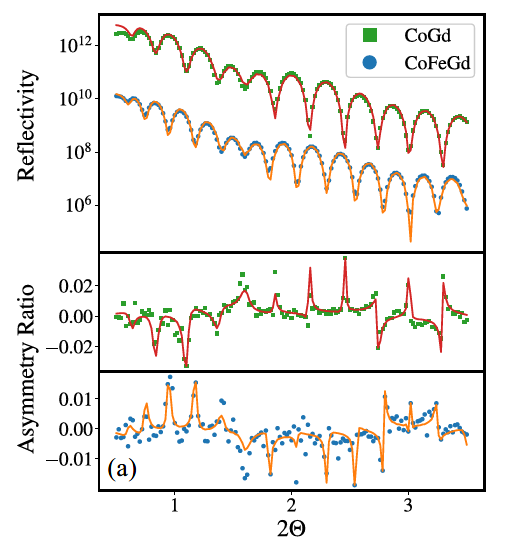 CoGd
CoFeGd
Reflectivity
10^12
10^10
10^8
10^6
Asymmetry Ratio
0.02
0.00
−0.02
0.01
0.00
−0.01
(a)
1
2
3
2Θ